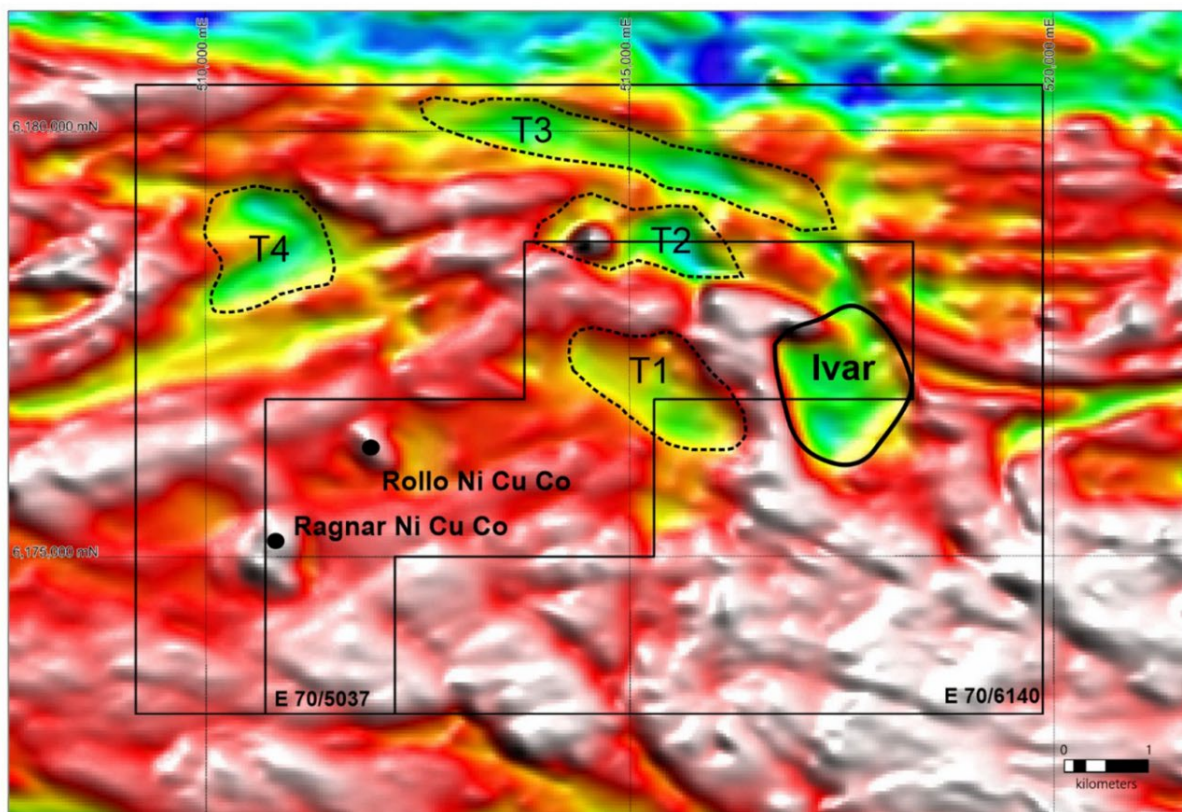 510,000 mE
515,000 mE
520,000 mE
6,180,000 mN
T3
T4
T2
T1
Ivar
Rollo Ni Cu Co
Ragnar Ni Cu Co
6,175,000 mN
E 70/5037
E 70/6140
0 1
kilometers